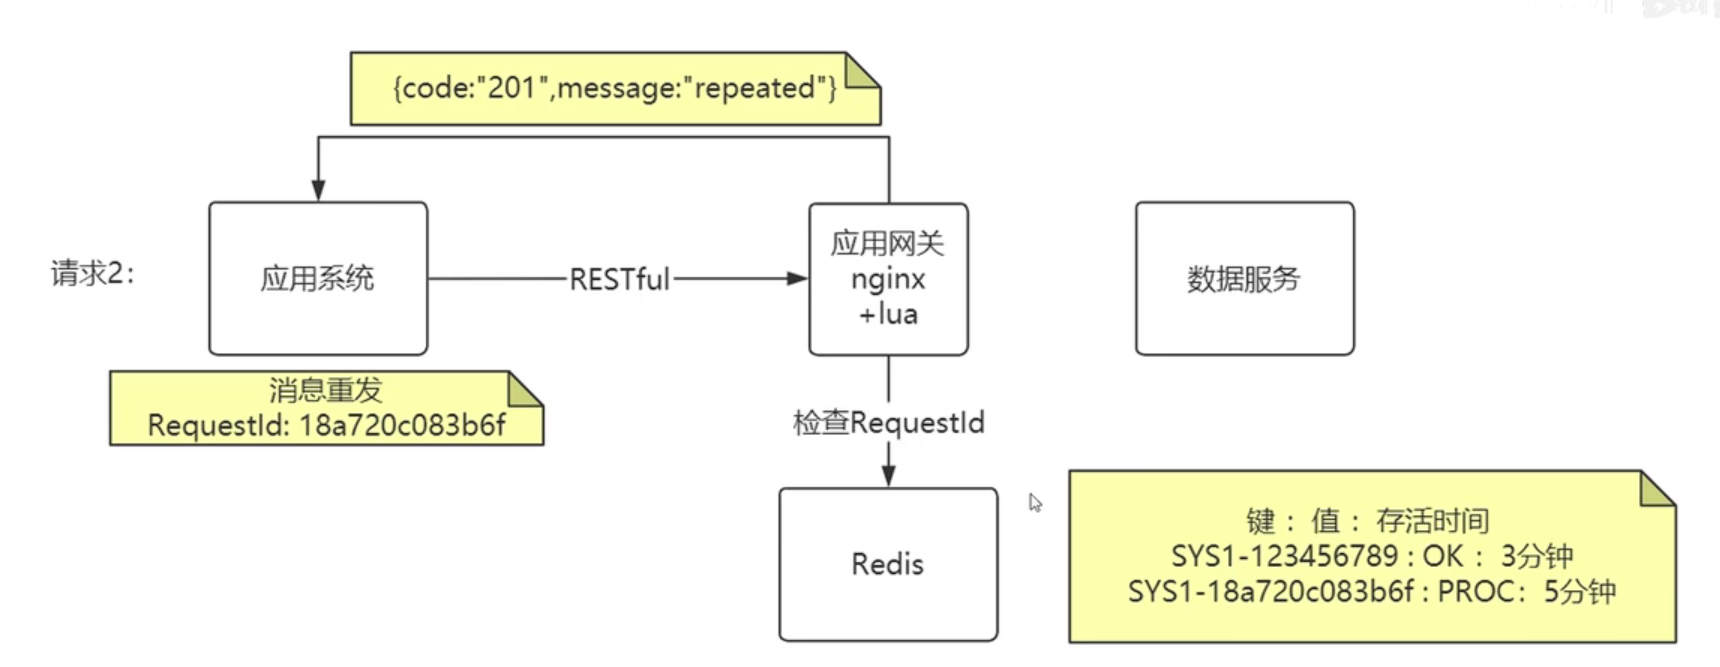 {code:"201",message:"repeated"}
请求2:
应用系统
RESTful
应用网关
nginx
+lua
数据服务
消息重发
RequestId: 18a720c083b6f
检查RequestId
Redis
键 : 值 : 存活时间
SYS1-123456789 : OK : 3分钟
SYS1-18a720c083b6f : PROC: 5分钟